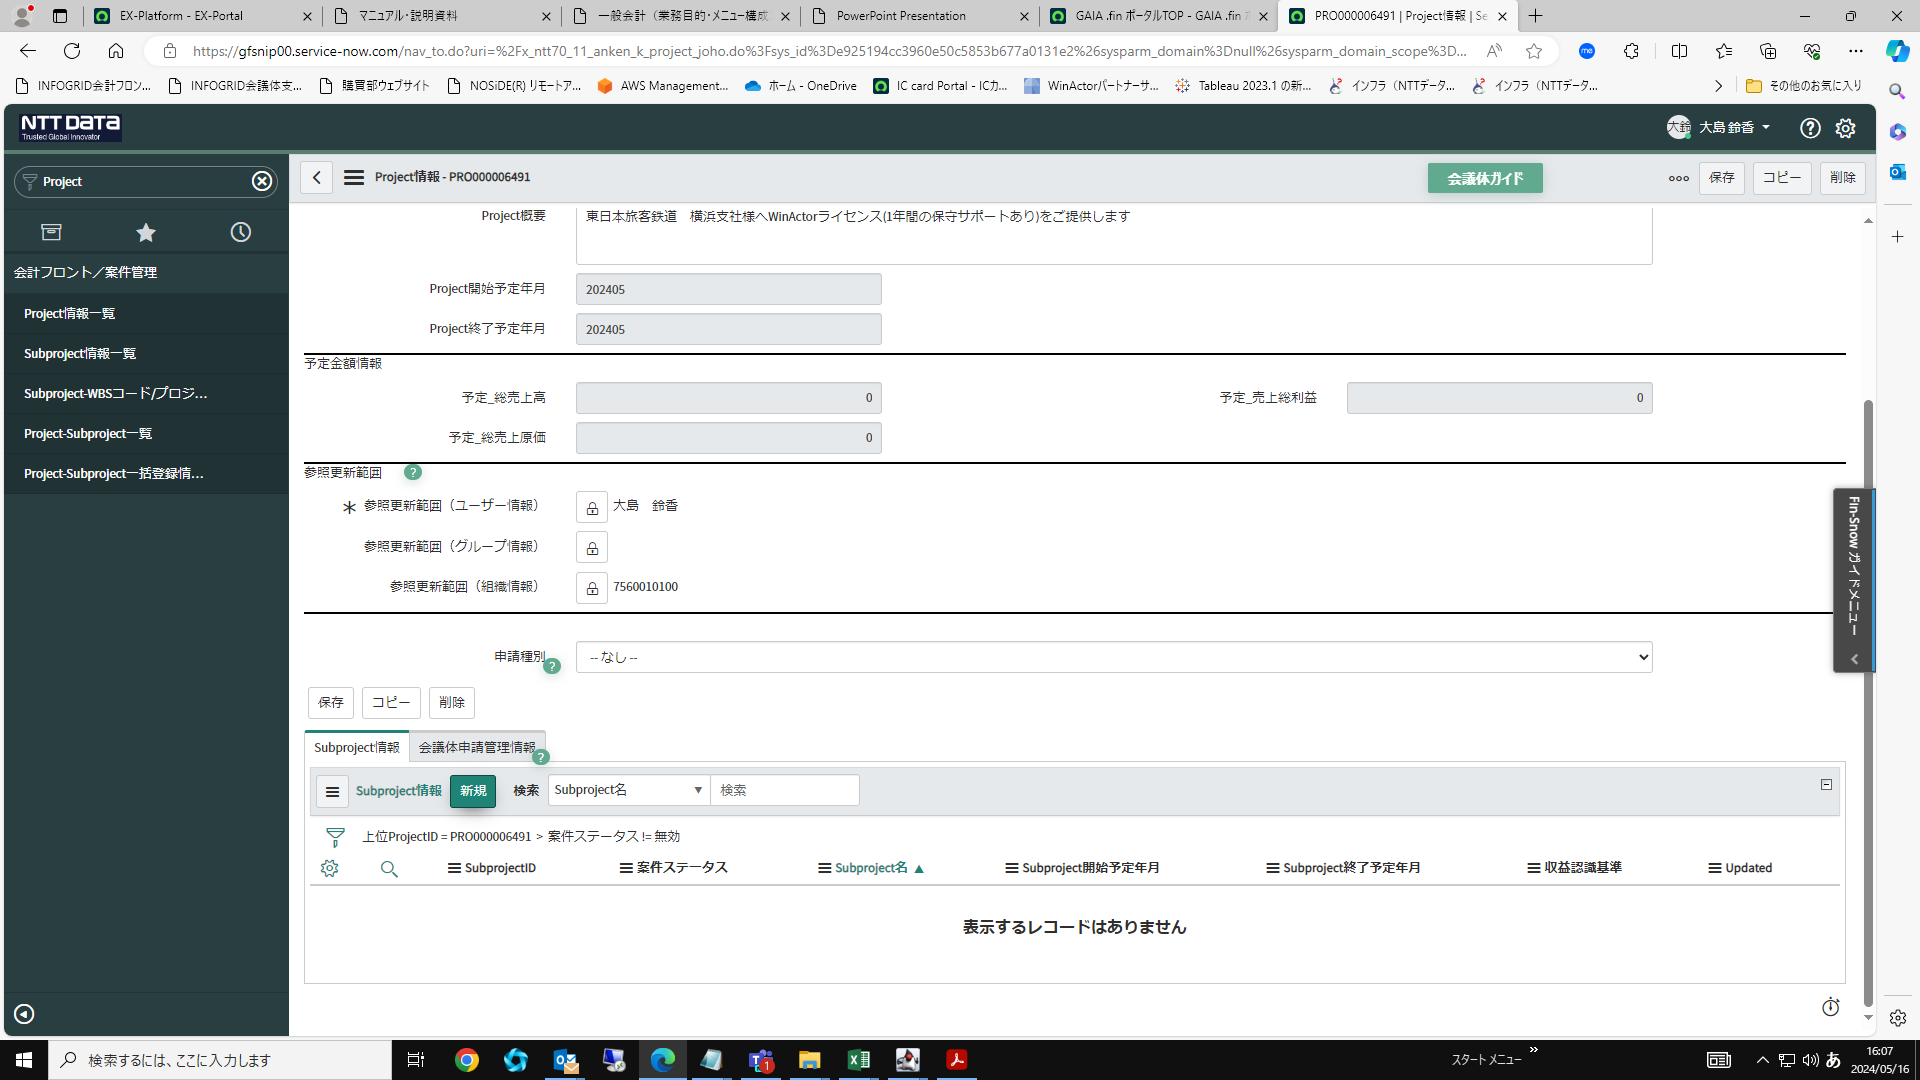 EX-Platform - EX-Portal
マニュアル･説明資料
一般会計（業務目的･メニュー構成
PowerPoint Presentation
GAIA .fin ポータルTOP - GAIA .fin
PRO000006491 | Project情報 | Se
https://gfsnip00.service-now.com/nav_to.do?uri=%2Fx_ntt70_11_anken_k_project_joho.do%3Fsys_id%3De925194cc3960e50c5853b677a0131e2%26sysparm_domain%3Dnull%26sysparm_domain_scope%3D...
INFOGRID会計フロン...
INFOGRID会議体支...
購買部ウェブサイト
NOSiDE(R) リモートア...
AWS Management...
ホーム - OneDrive
IC card Portal - ICカ...
WinActorパートナーサ...
Tableau 2023.1 の新...
インフラ（NTTデータ...
インフラ（NTTデータ...
その他のお気に入り
NTT DATA
Trusted Global Innovator
大鈴
大島 鈴香
Project
Project情報 - PRO000006491
会議体ガイド
保存
コピー
削除
会計フロント／案件管理
Project情報一覧
Subproject情報一覧
Subproject-WBSコード/プロジ...
Project-Subproject一覧
Project-Subproject一括登録情...
Project概要
東日本旅客鉄道　横浜支社様へWinActorライセンス(1年間の保守サポートあり)をご提供します
Project開始予定年月
202405
Project終了予定年月
202405
予定金額情報
予定_総売上高
0
予定_売上総利益
0
予定_総売上原価
0
参照更新範囲
?
参照更新範囲（ユーザー情報）
大島　鈴香
参照更新範囲（グループ情報）
参照更新範囲（組織情報）
7560010100
Fin-Snow ガイドメニュー
申請種別
?
-- なし --
保存
コピー
削除
Subproject情報
会議体申請管理情報
?
Subproject情報
新規
検索
Subproject名
検索
上位ProjectID = PRO000006491 > 案件ステータス != 無効
SubprojectID
案件ステータス
Subproject名 ▲
Subproject開始予定年月
Subproject終了予定年月
収益認識基準
Updated
表示するレコードはありません
検索するには、ここに入力します
1
スタート メニュー
あ
16:07
2024/05/16